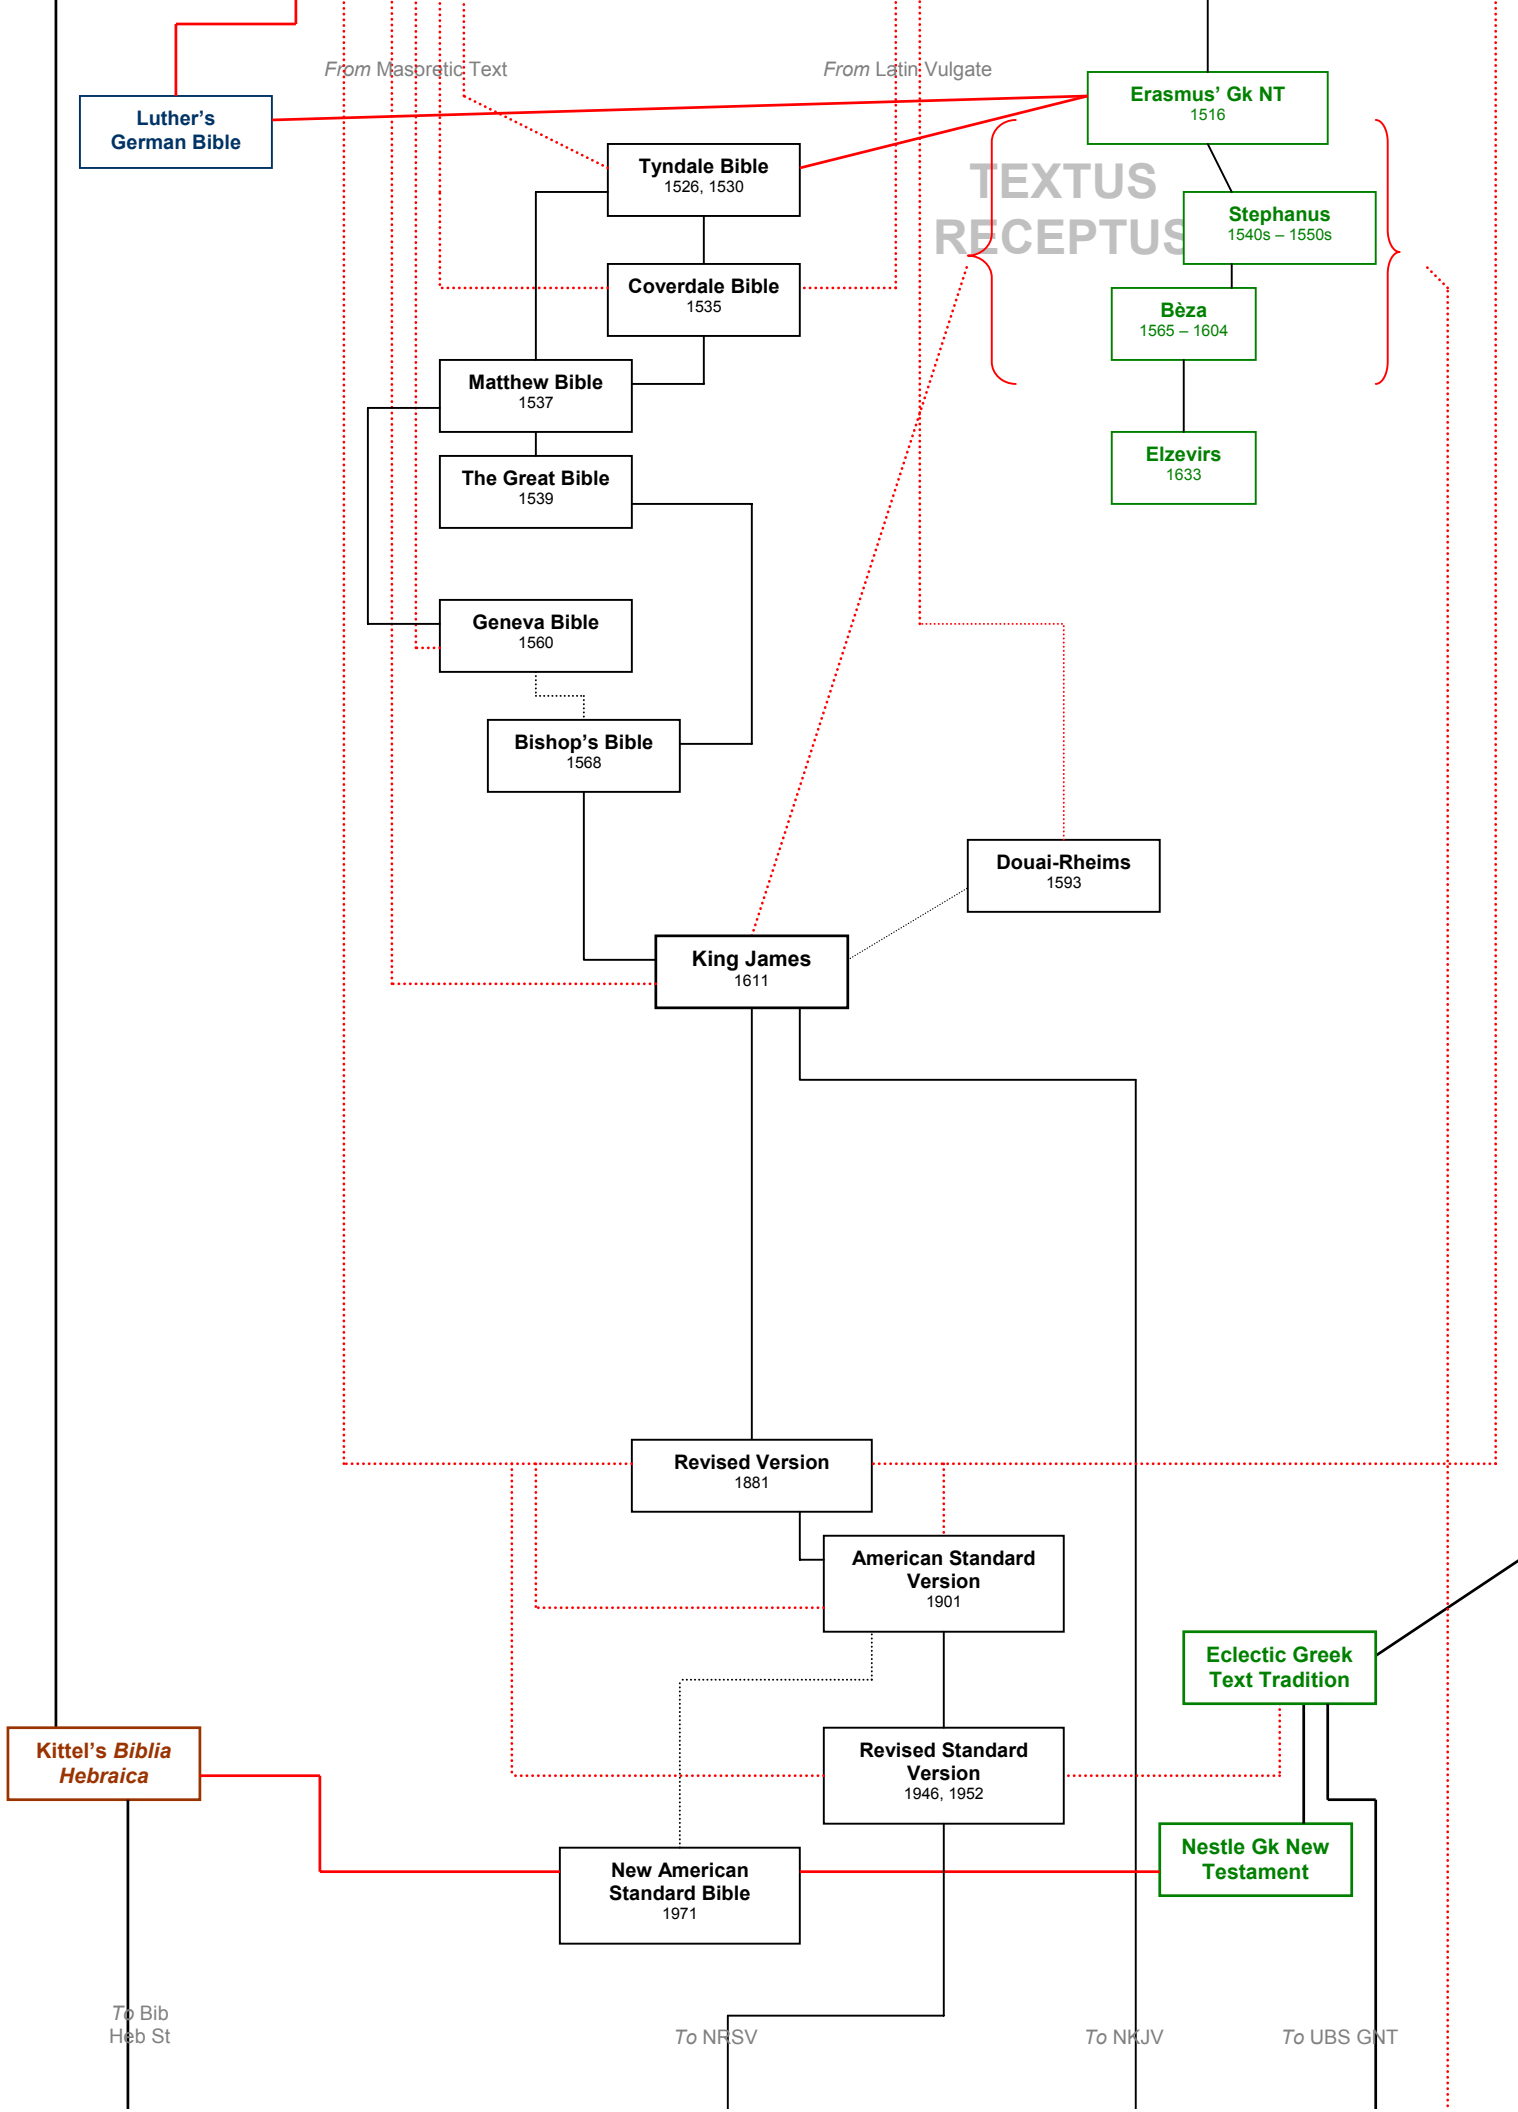 From Masoretic Text
From Latin Vulgate
Erasmus' Gk NT
1516
Luther's
German Bible
Tyndale Bible
1526, 1530
TEXTUS
RECEPTUS
Stephanus
1540s – 1550s
Coverdale Bible
1535
Bèza
1565 – 1604
Matthew Bible
1537
Elzevirs
1633
The Great Bible
1539
Geneva Bible
1560
Bishop's Bible
1568
Douai-Rheims
1593
King James
1611
Revised Version
1881
American Standard
Version
1901
Eclectic Greek
Text Tradition
Kittel's Biblia
Hebraica
Revised Standard
Version
1946, 1952
Nestle Gk New
Testament
New American
Standard Bible
1971
To Bib
Heb St
To NRSV
To NKJV
To UBS GNT